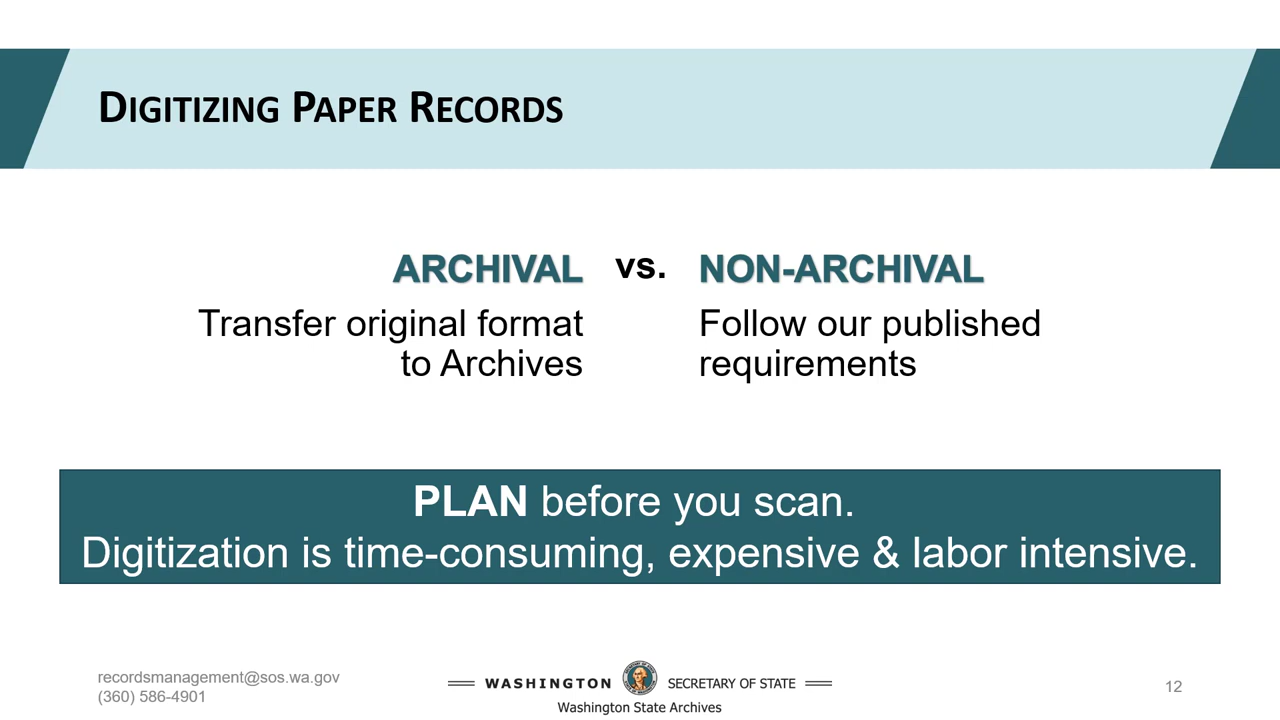 DIGITIZING PAPER RECORDS
ARCHIVAL vs. NON-ARCHIVAL
Transfer original format
to Archives
Follow our published
requirements
PLAN before you scan.
Digitization is time-consuming, expensive & labor intensive.
recordsmanagement@sos.wa.gov
(360) 586-4901
WASHINGTON SECRETARY OF STATE
Washington State Archives
12